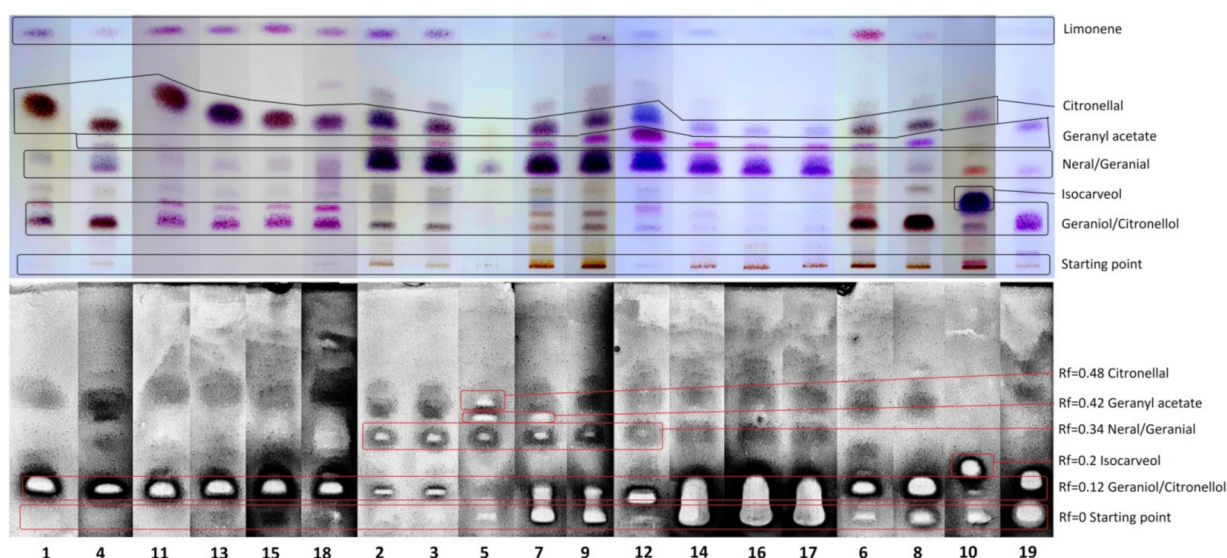 Limonene
Citronellal
Geranyl acetate
Neral/Geranial
Isocarveol
Geraniol/Citronellol
Starting point
Rf=0.48 Citronellal
Rf=0.42 Geranyl acetate
Rf=0.34 Neral/Geranial
Rf=0.2 Isocarveol
Rf=0.12 Geraniol/Citronellol
Rf=0 Starting point
1 4 11 13 15 18 2 3 5 7 9 12 14 16 17 6 8 10 19